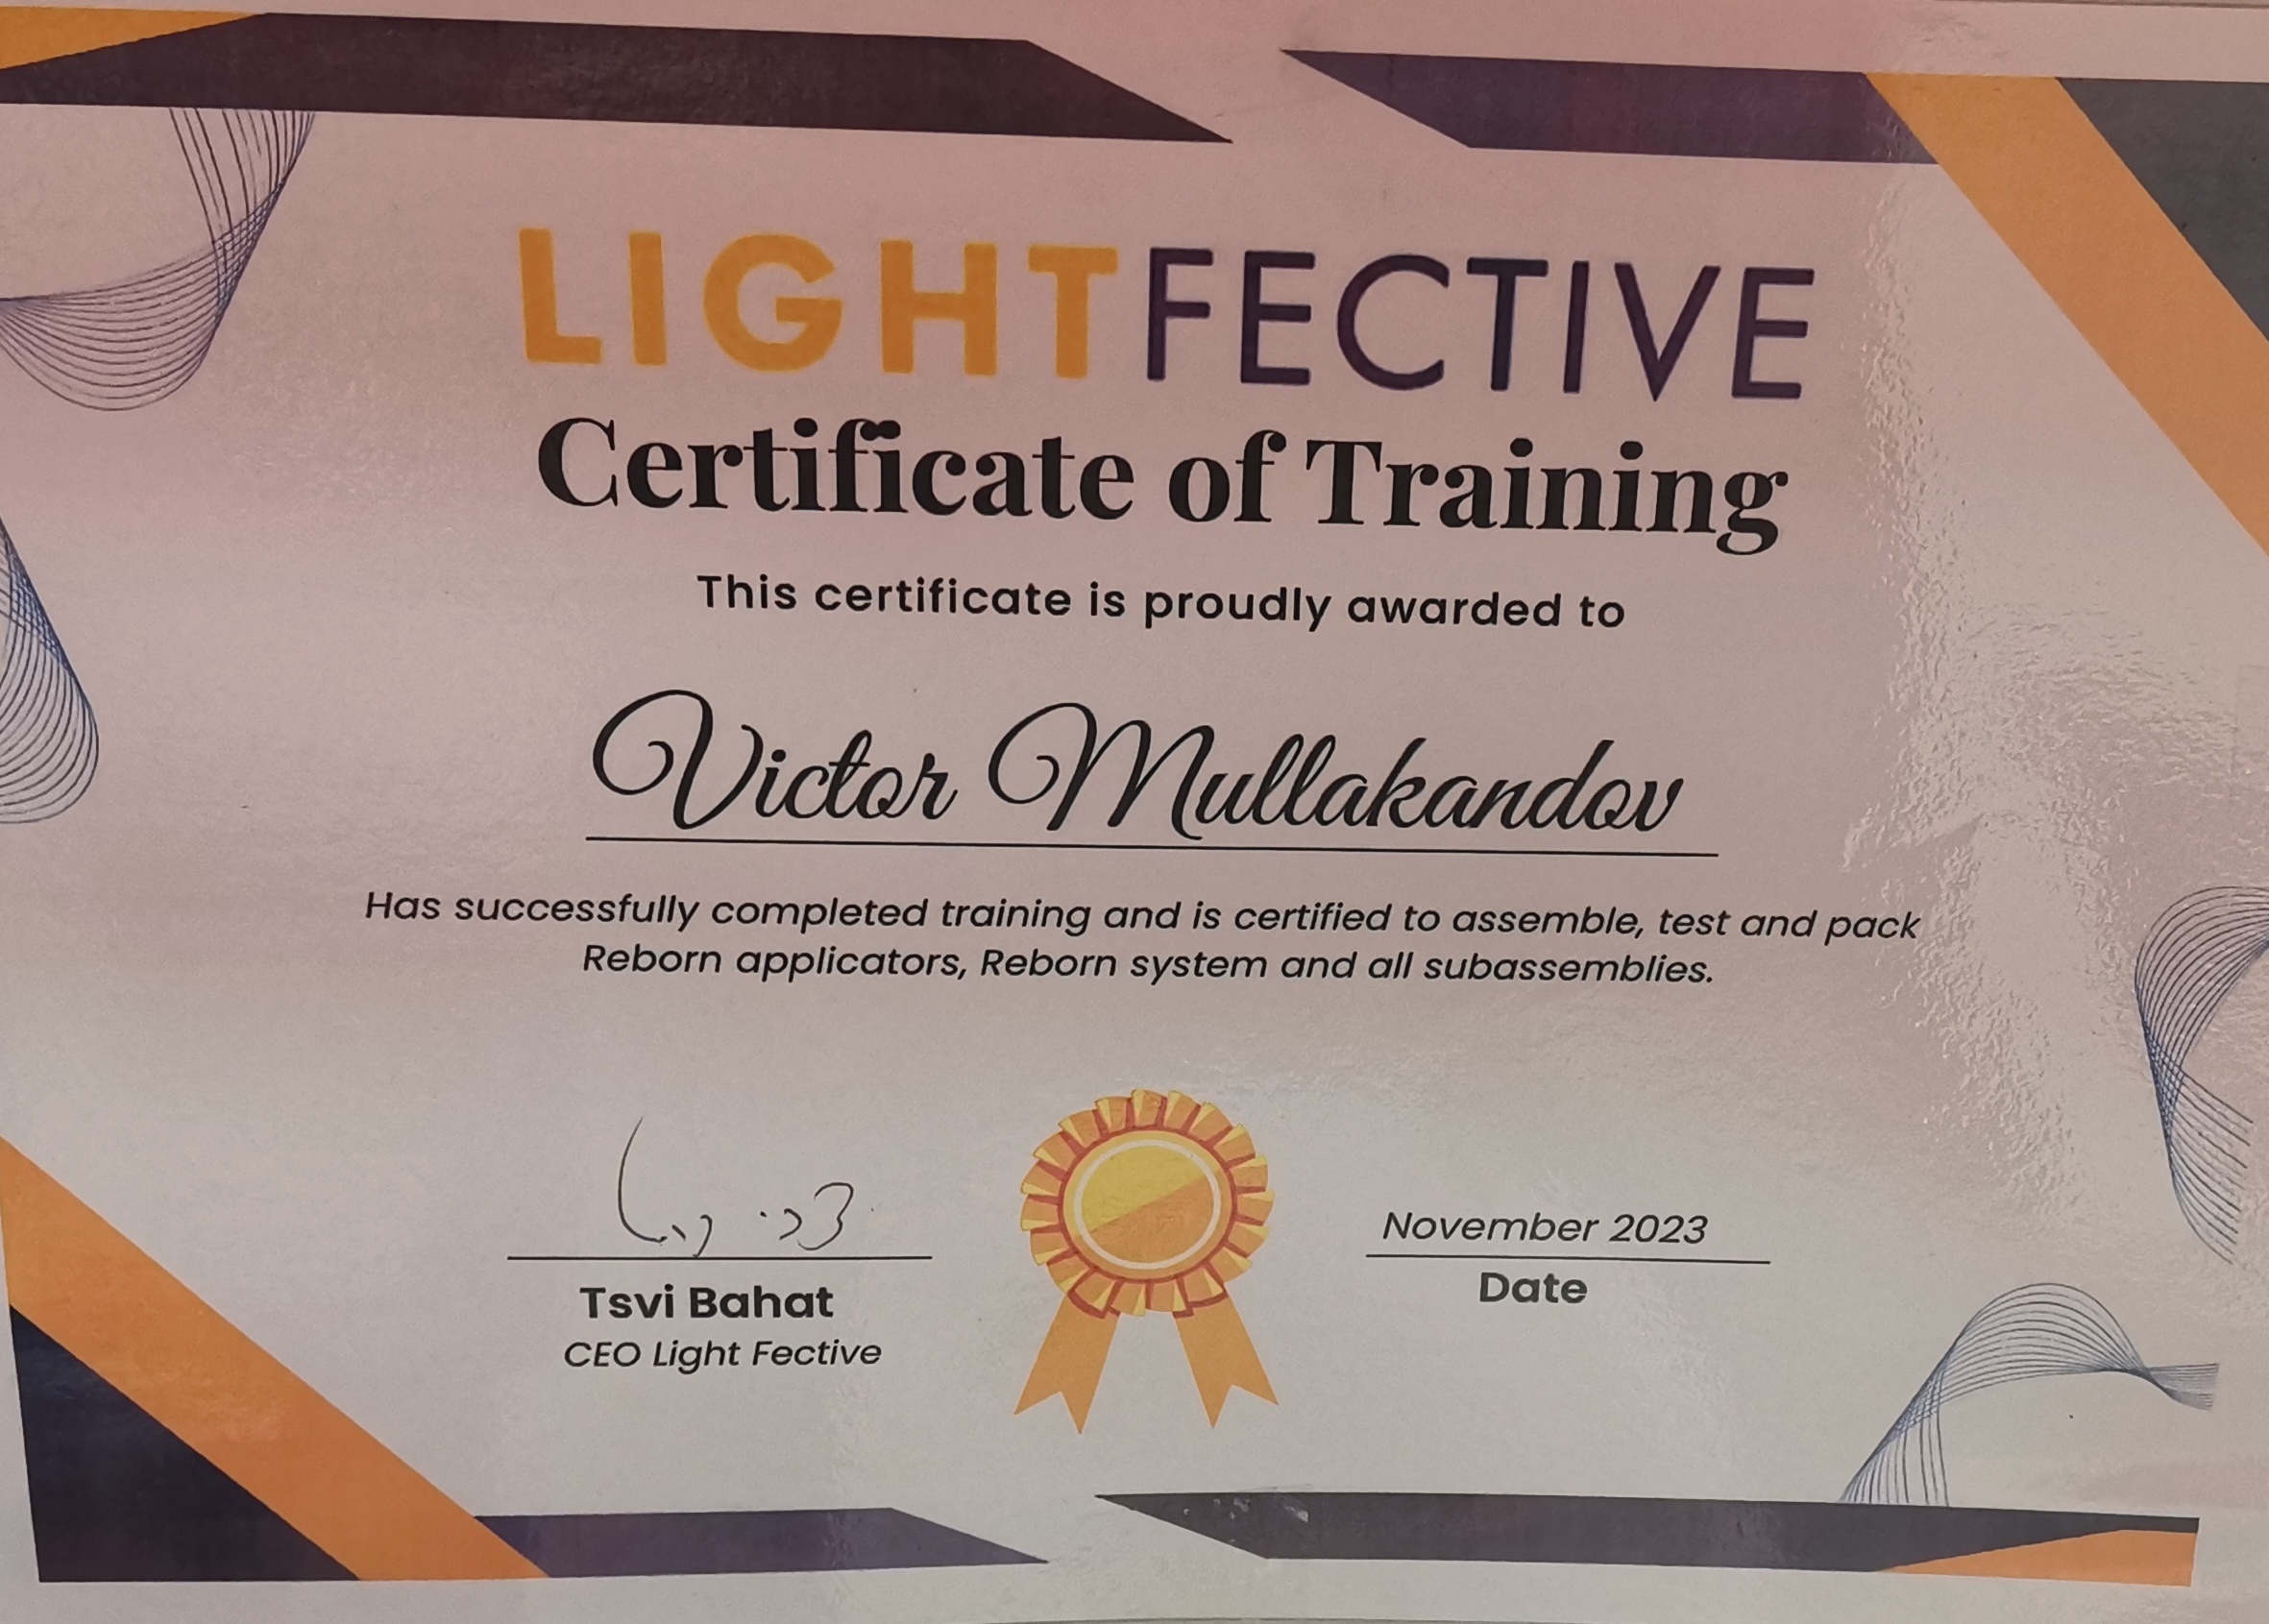 LIGHTFECTIVE
Certificate of Training
This certificate is proudly awarded to
Victor Mullakandov
Has successfully completed training and is certified to assemble, test and pack
Reborn applicators, Reborn system and all subassemblies.
November 2023
Tsvi Bahat
Date
CEO Light Fective